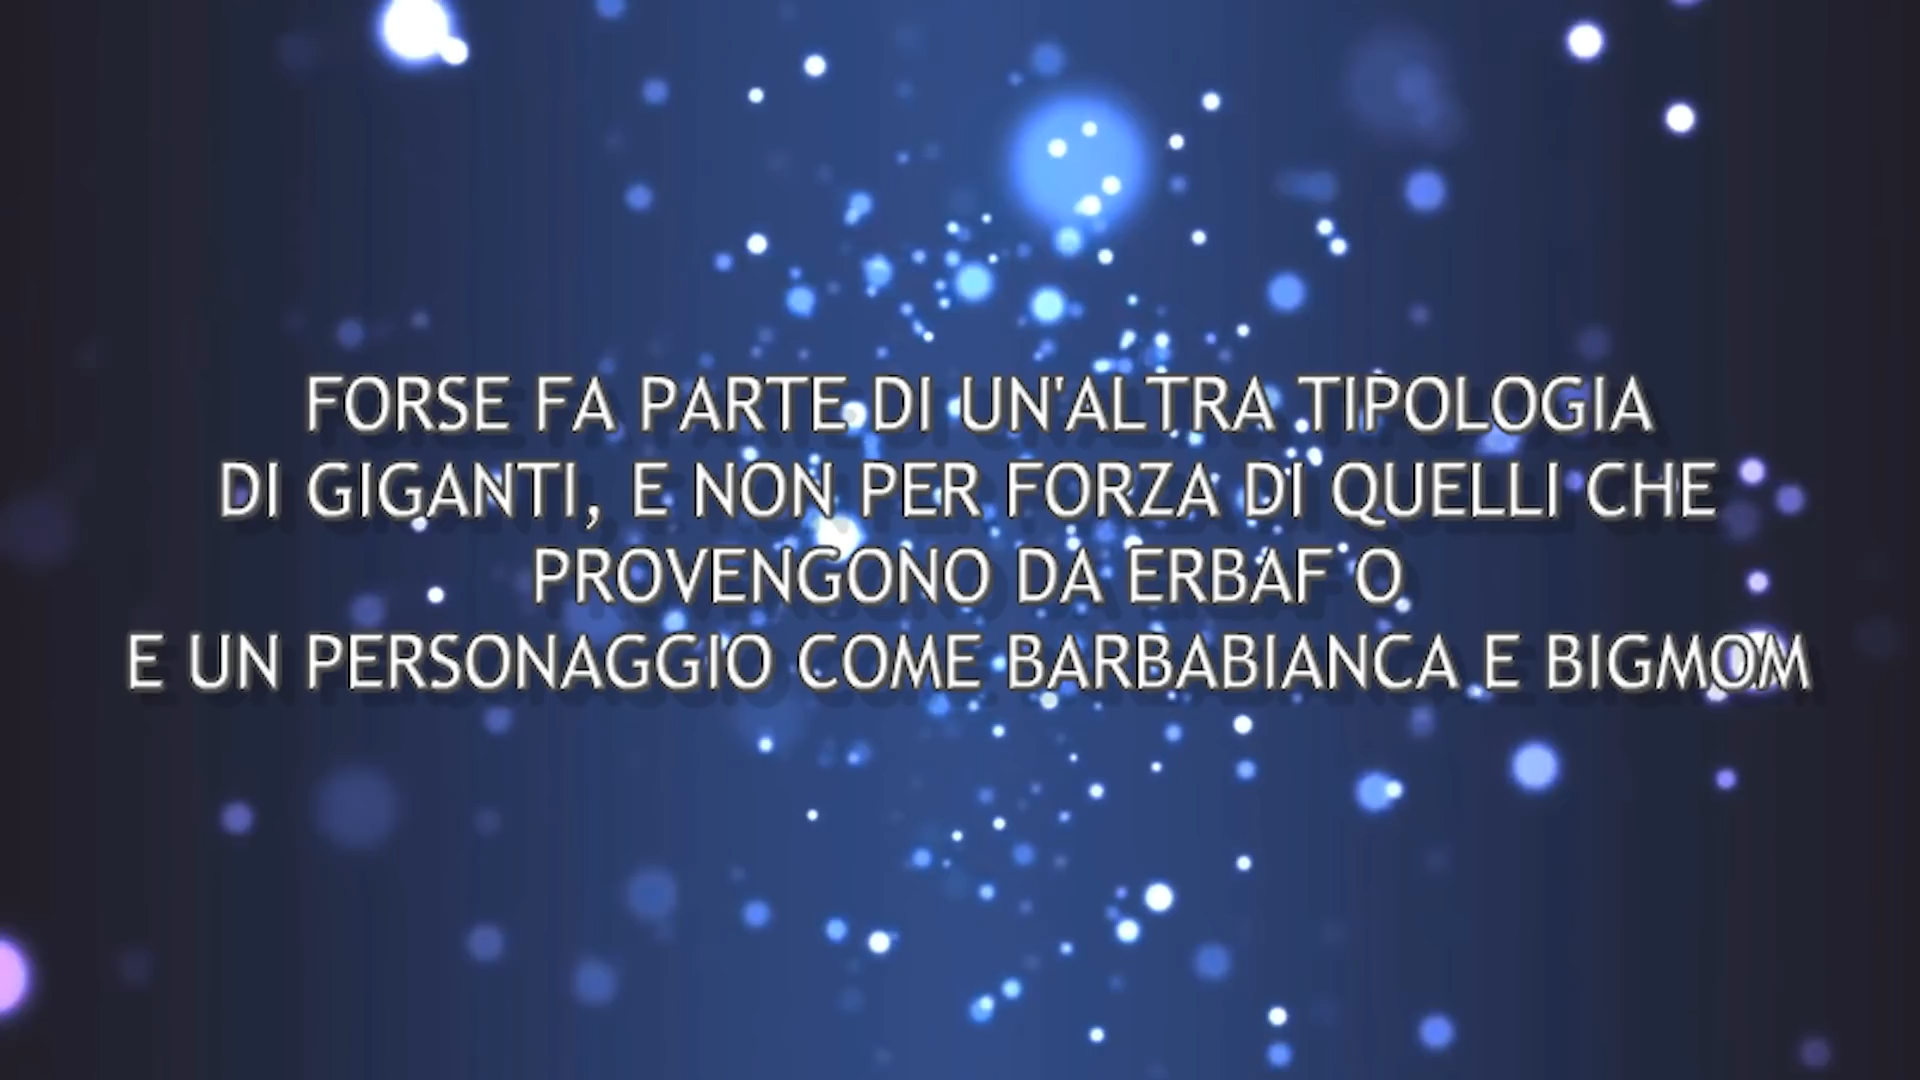 FORSE FA PARTE DI UN'ALTRA TIPOLOGIA
DI GIGANTI, E NON PER FORZA DI QUELLI CHE
PROVENGONO DA ERBAF O
E UN PERSONAGGIO COME BARBABIANCA E BIGMOM